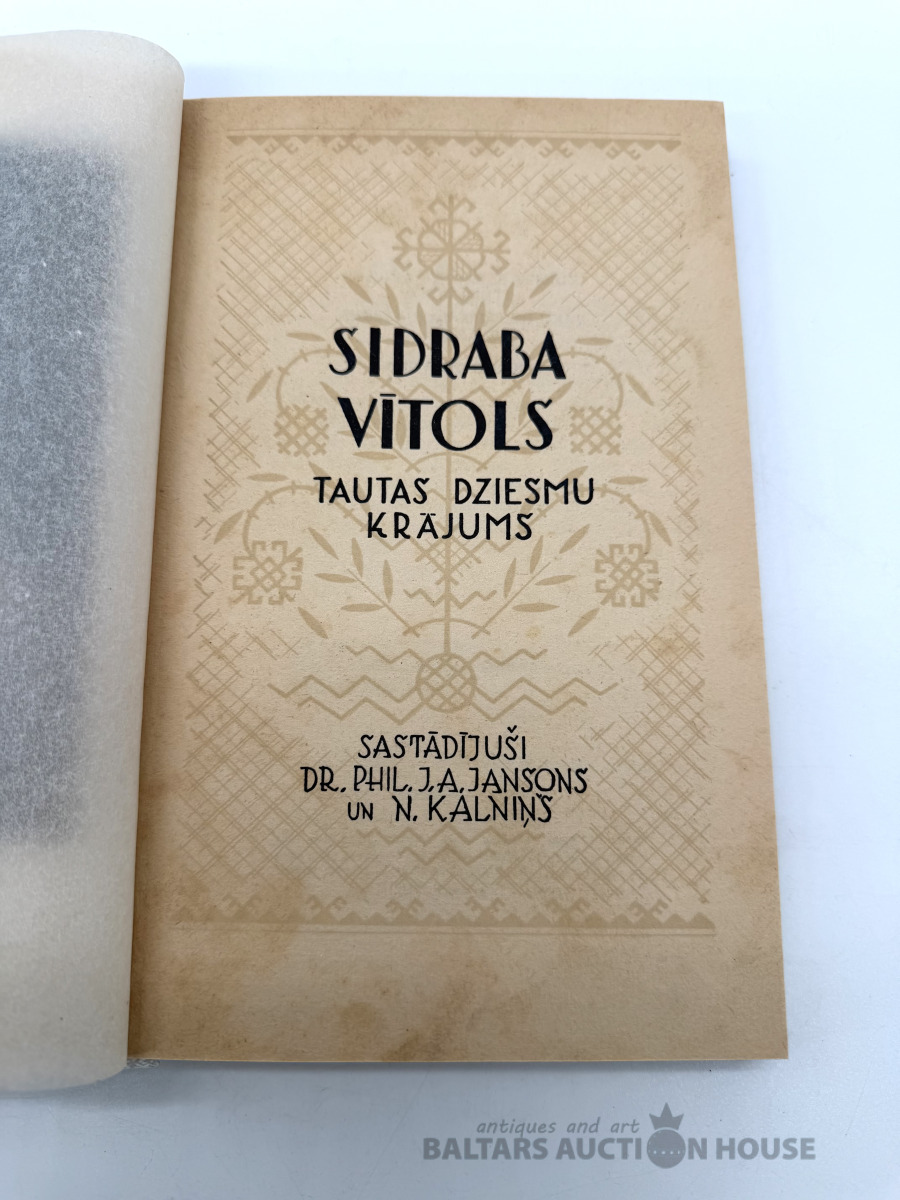 SIDRABA
VĪTOLS
TAUTAS DZIESMU
KRĀJUMS
SASTĀDĪJUŠI
DR. PHIL. J. A. JANSONS
UN N. KALNIŅŠ
antiques and art
BALTARS AUCTION HOUSE